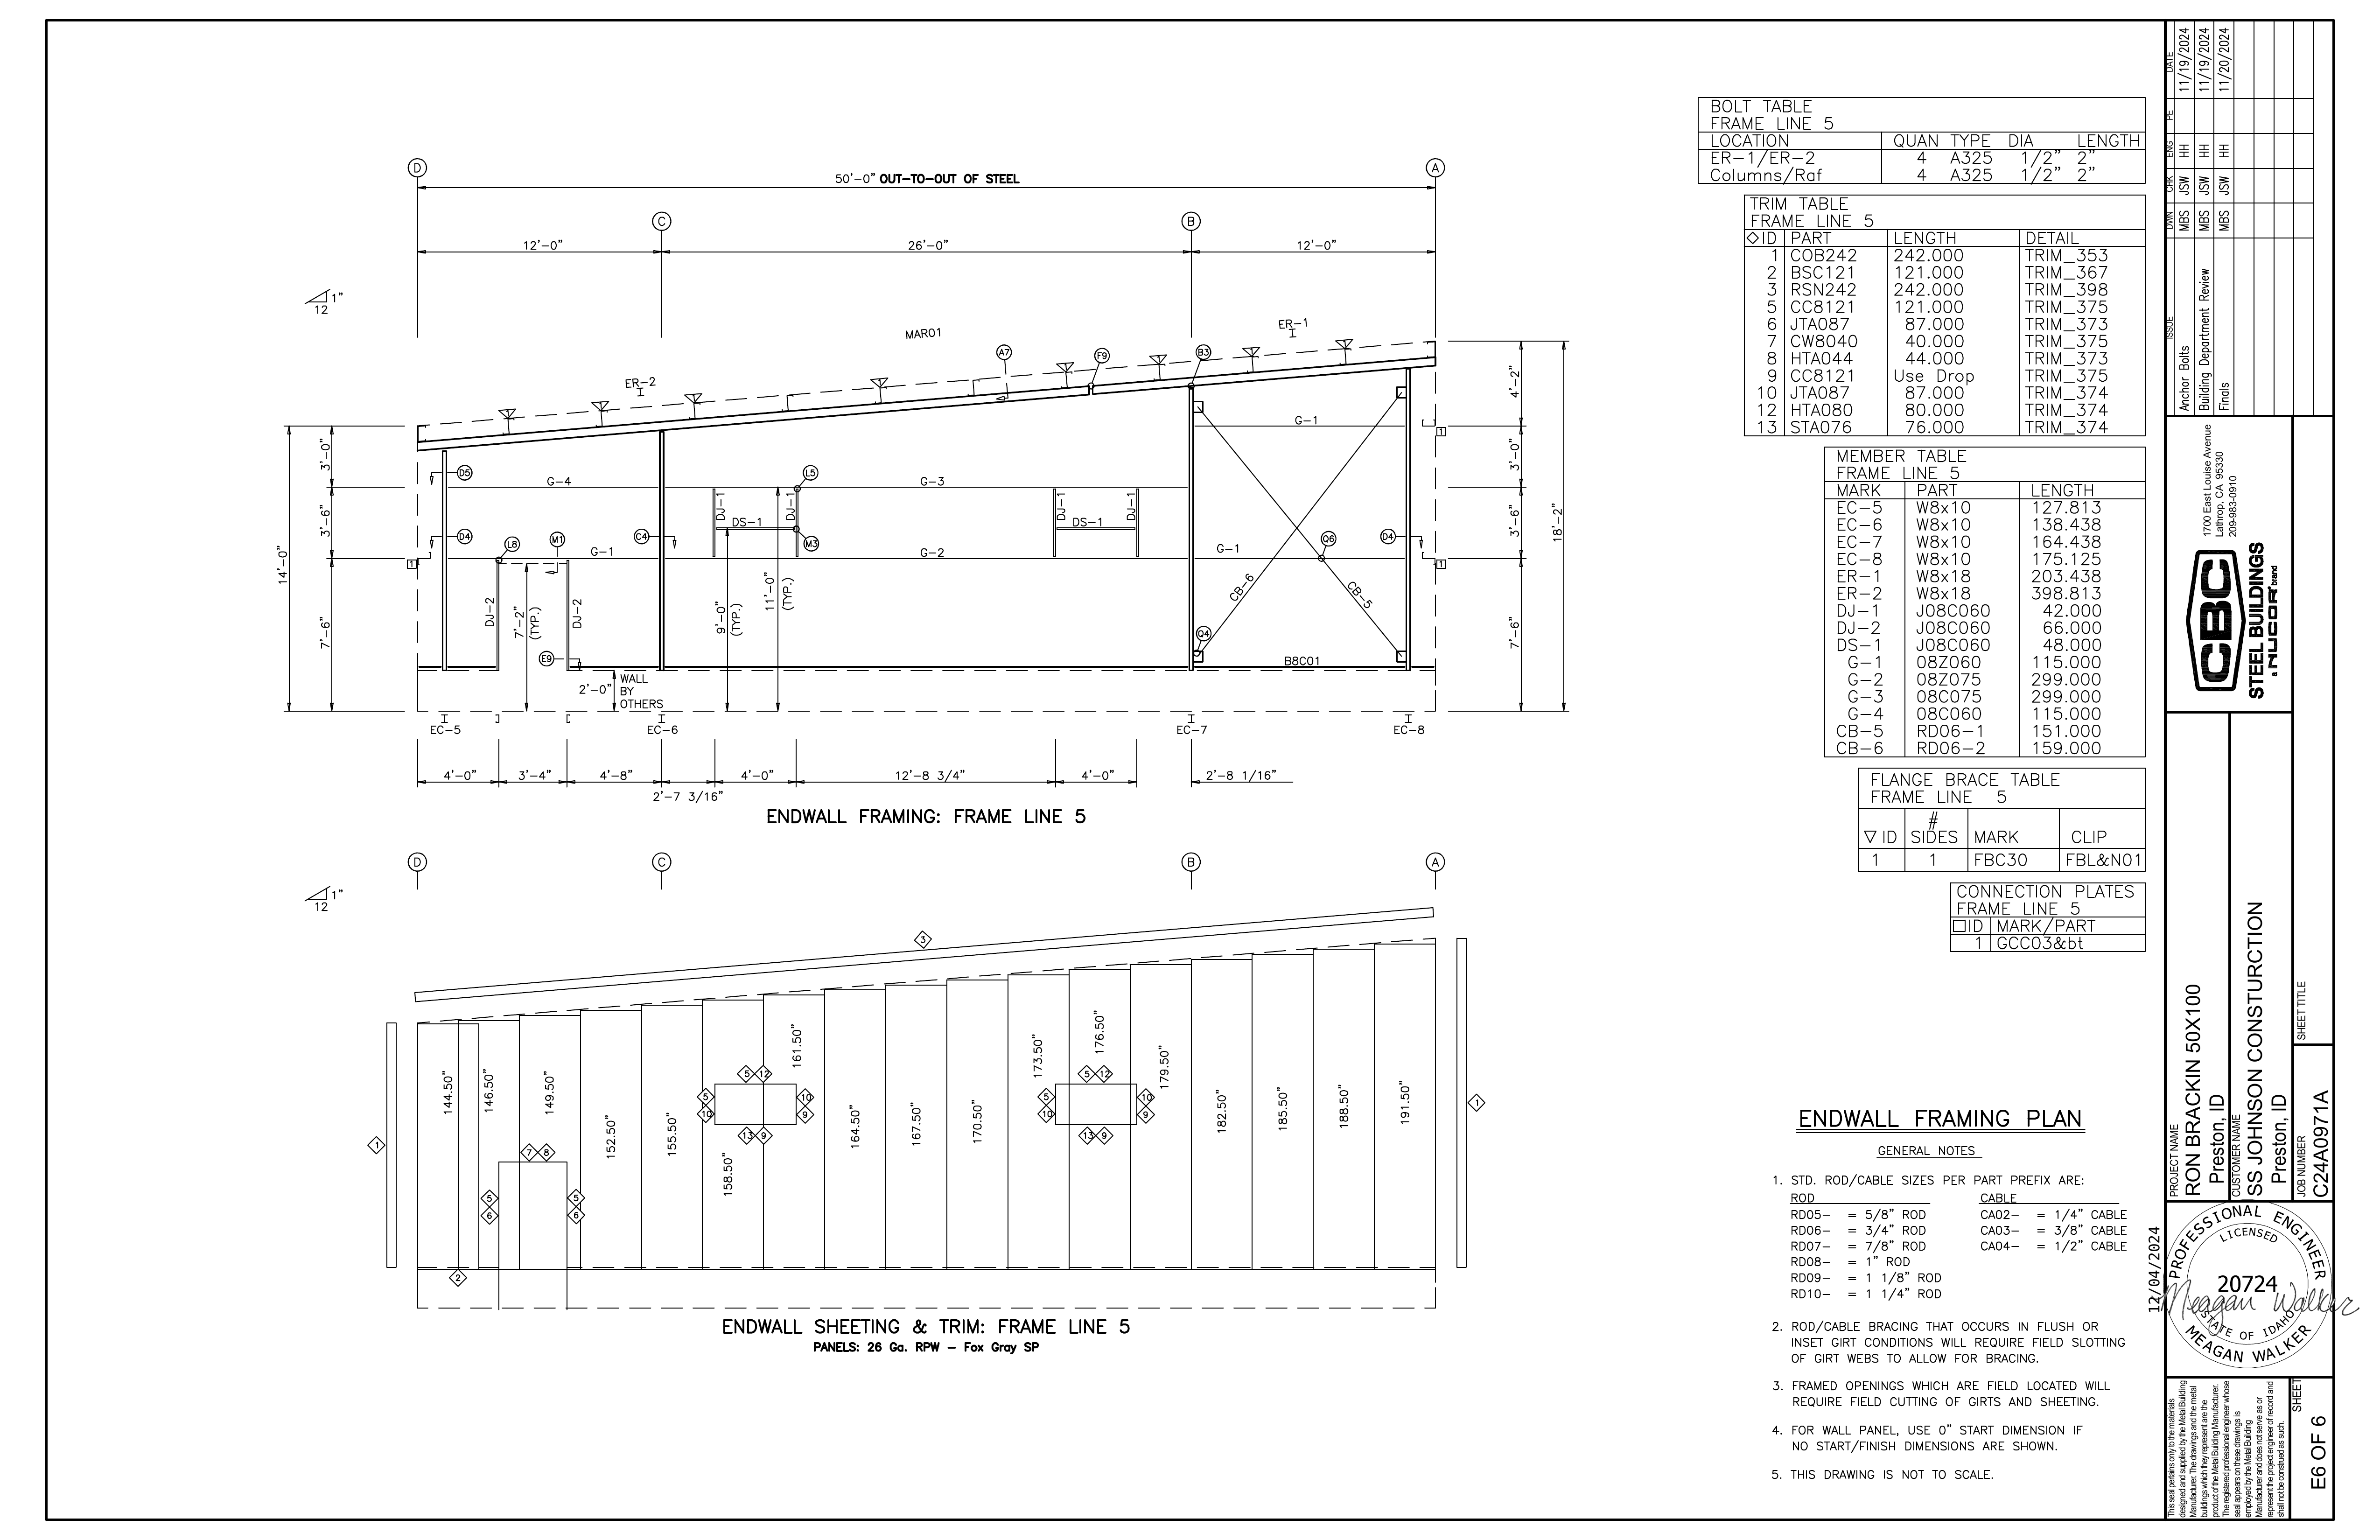 D
A
50'-0" OUT-TO-OUT OF STEEL
C
B
12'-0"
26'-0"
12'-0"
1"
12
MAR01
ER-1
ER-2
A7
F9
B3
4'-2"
3'-0"
3'-6"
7'-6"
18'-2"
14'-0"
3'-0"
3'-6"
7'-6"
G-1
1
D5
G-4
L5
G-3
DJ-1
DJ-1
DS-1
DJ-1
DJ-1
DS-1
D4
L8
M1
C4
M3
Q6
D4
1
G-1
G-2
G-1
1
DJ-2
7'-2"
(TYP.)
DJ-2
9'-0"
(TYP.)
11'-0"
(TYP.)
CB-6
CB-5
Q4
E9
B8C01
2'-0"
WALL
BY
OTHERS
EC-5
EC-6
EC-7
EC-8
4'-0"
3'-4"
4'-8"
4'-0"
12'-8 3/4"
4'-0"
2'-8 1/16"
2'-7 3/16"
ENDWALL FRAMING: FRAME LINE 5
D
C
B
A
1"
12
3
1
144.50"
146.50"
149.50"
152.50"
155.50"
158.50"
161.50"
164.50"
167.50"
170.50"
173.50"
176.50"
179.50"
182.50"
185.50"
188.50"
191.50"
1
5 12
5
10
10
9
13 9
5 12
5
10
10
9
13 9
7 8
5
6
5
6
2
ENDWALL SHEETING & TRIM: FRAME LINE 5
PANELS: 26 Ga. RPW - Fox Gray SP
BOLT TABLE
FRAME LINE 5
LOCATION QUAN TYPE DIA LENGTH
ER-1/ER-2 4 A325 1/2" 2"
Columns/Raf 4 A325 1/2" 2"
TRIM TABLE
FRAME LINE 5
ID PART LENGTH DETAIL
1 COB242 242.000 TRIM_353
2 BSC121 121.000 TRIM_367
3 RSN242 242.000 TRIM_398
5 CC8121 121.000 TRIM_375
6 JTA087 87.000 TRIM_373
7 CW8040 40.000 TRIM_375
8 HTA044 44.000 TRIM_373
9 CC8121 Use Drop TRIM_375
10 JTA087 87.000 TRIM_374
12 HTA080 80.000 TRIM_374
13 STA076 76.000 TRIM_374
MEMBER TABLE
FRAME LINE 5
MARK PART LENGTH
EC-5 W8x10 127.813
EC-6 W8x10 138.438
EC-7 W8x10 164.438
EC-8 W8x10 175.125
ER-1 W8x18 203.438
ER-2 W8x18 398.813
DJ-1 J08C060 42.000
DJ-2 J08C060 66.000
DS-1 J08C060 48.000
G-1 08Z060 115.000
G-2 08Z075 299.000
G-3 08C075 299.000
G-4 08C060 115.000
CB-5 RD06-1 151.000
CB-6 RD06-2 159.000
FLANGE BRACE TABLE
FRAME LINE 5
ID # SIDES MARK CLIP
1 1 FBC30 FBL&N01
CONNECTION PLATES
FRAME LINE 5
ID MARK/PART
1 GCC03&bt
ENDWALL FRAMING PLAN
GENERAL NOTES
1. STD. ROD/CABLE SIZES PER PART PREFIX ARE:
ROD CABLE
RD05- = 5/8" ROD CA02- = 1/4" CABLE
RD06- = 3/4" ROD CA03- = 3/8" CABLE
RD07- = 7/8" ROD CA04- = 1/2" CABLE
RD08- = 1" ROD
RD09- = 1 1/8" ROD
RD10- = 1 1/4" ROD
2. ROD/CABLE BRACING THAT OCCURS IN FLUSH OR
INSET GIRT CONDITIONS WILL REQUIRE FIELD SLOTTING
OF GIRT WEBS TO ALLOW FOR BRACING.
3. FRAMED OPENINGS WHICH ARE FIELD LOCATED WILL
REQUIRE FIELD CUTTING OF GIRTS AND SHEETING.
4. FOR WALL PANEL, USE 0" START DIMENSION IF
NO START/FINISH DIMENSIONS ARE SHOWN.
5. THIS DRAWING IS NOT TO SCALE.
ISSUE DWN CHK ENG PE DATE
Anchor Bolts MBS JSW HH 11/19/2024
Building Department Review MBS JSW HH 11/19/2024
Finals MBS JSW HH 11/20/2024
1700 East Louise Avenue
Lathrop, CA 95330
209-983-0910
CBC
STEEL BUILDINGS
a NUCOR brand
PROJECT NAME
RON BRACKIN 50X100
Preston, ID
CUSTOMER NAME
SS JOHNSON CONSTURCTION
Preston, ID
SHEET TITLE
JOB NUMBER
C24A0971A
12/04/2024
PROFESSIONAL ENGINEER
LICENSED
20724
Meagan Walker
STATE OF IDAHO
MEAGAN WALKER
This seal pertains only to the materials
designed and supplied by the Metal Building
Manufacturer. The drawings and the metal
buildings which they represent are the
product of the Metal Building Manufacturer.
The registered professional engineer whose
seal appears on these drawings is
employed by the Metal Building
Manufacturer and does not serve as or
represent the project engineer of record and
shall not be construed as such.
SHEET
E6 OF 6